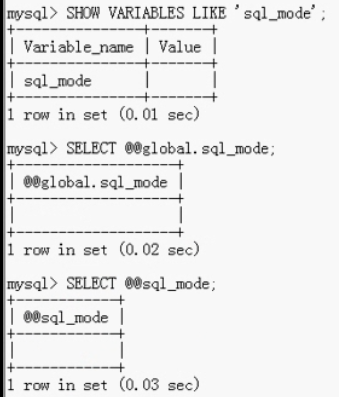 mysql> SHOW VARIABLES LIKE 'sql_mode';
+---------------+-------+
| Variable_name | Value |
+---------------+-------+
| sql_mode      |       |
+---------------+-------+
1 row in set (0.01 sec)
mysql> SELECT @@global.sql_mode;
+-------------------+
| @@global.sql_mode |
+-------------------+
|                   |
+-------------------+
1 row in set (0.02 sec)
mysql> SELECT @@sql_mode;
+------------+
| @@sql_mode |
+------------+
|            |
+------------+
1 row in set (0.03 sec)